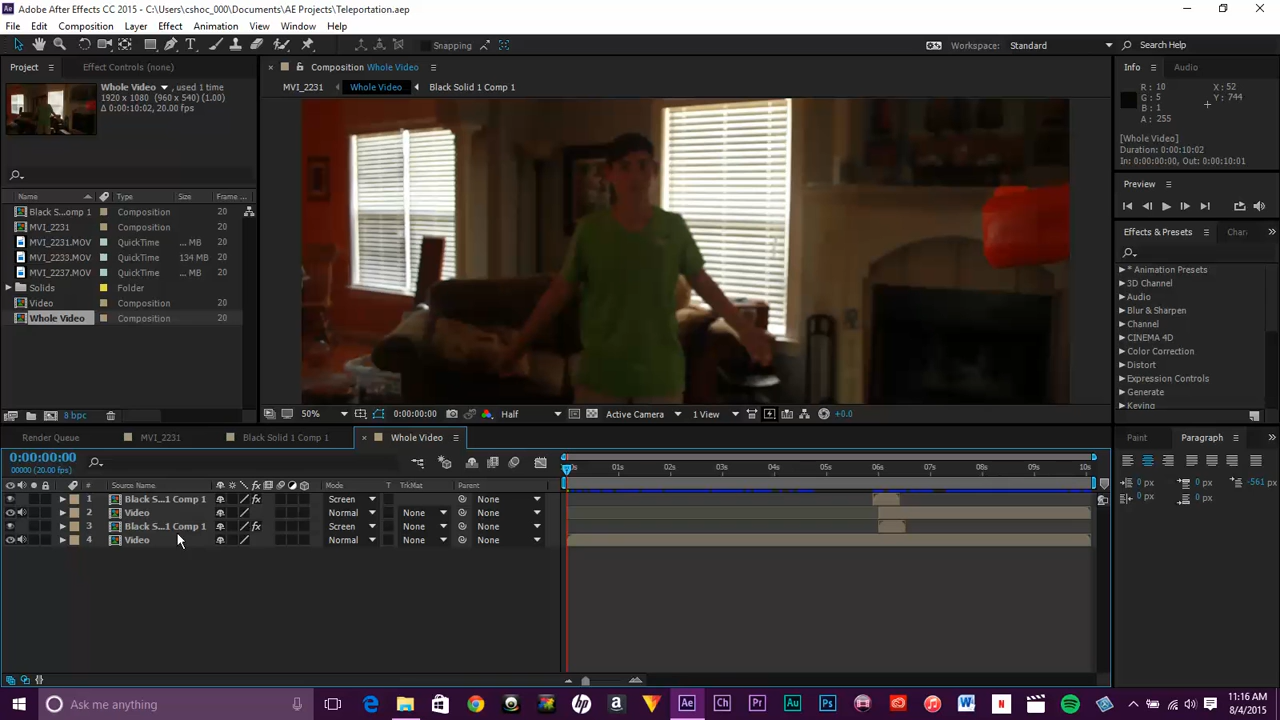 Adobe After Effects CC 2015 - C:\Users\cshoc_000\Documents\AE Projects\Teleportation.aep
File Edit Composition Layer Effect Animation View Window Help
Snapping
Workspace: Standard
Search Help
Project Effect Controls (none)
Whole Video , used 1 time
1920 x 1080 (960 x 540) (1.00)
Δ 0:00:10:02, 20.00 fps
Name Type Size Frame ...
Black S...omp 1 Composition 20
MVI_2231 Composition 20
MVI_2231.MOV QuickTime ... MB 20
MVI_2232.MOV QuickTime 134 MB 20
MVI_2237.MOV QuickTime ... MB 20
Solids Folder
Video Composition 20
Whole Video Composition 20
8 bpc
Composition Whole Video
MVI_2231 Whole Video Black Solid 1 Comp 1
50% 0:00:00:00 Half Active Camera 1 View +0.0
Info Audio
R: 10 X: 52
G: 5 Y: 744
B: 1
A: 255
[Whole Video]
Duration: 0:00:10:02
In: 0:00:00:00, Out: 0:00:10:01
Preview
Effects & Presets Char
* Animation Presets
3D Channel
Audio
Blur & Sharpen
Channel
CINEMA 4D
Color Correction
Distort
Expression Controls
Generate
Keying
Render Queue MVI_2231 Black Solid 1 Comp 1 Whole Video
0:00:00:00
00000 (20.00 fps)
# Source Name Mode T TrkMat Parent
1 Black S...1 Comp 1 Screen None
2 Video Normal None None
3 Black S...1 Comp 1 Screen None None
4 Video Normal None None
01s 02s 03s 04s 05s 06s 07s 08s 09s 10s
Paint Paragraph
0 px 0 px -561 px
0 px 0 px
Ask me anything
11:16 AM
8/4/2015